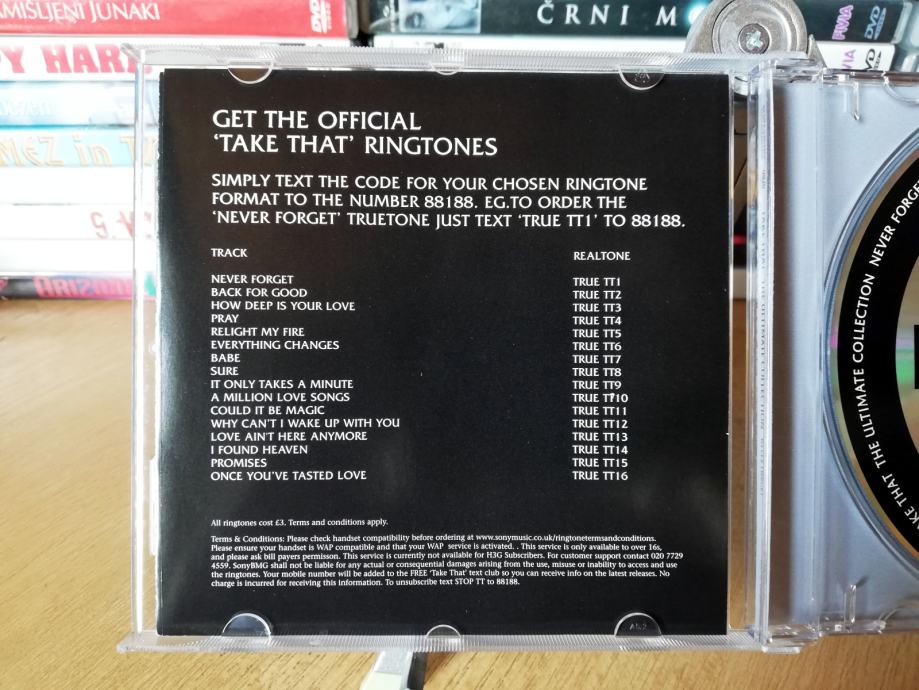 AMIŠLJENI JUNAKI
DVD
ČRNI M
DVD
PY HAR
MEZ in T
GET THE OFFICIAL
‘TAKE THAT’ RINGTONES
SIMPLY TEXT THE CODE FOR YOUR CHOSEN RINGTONE
FORMAT TO THE NUMBER 88188. EG.TO ORDER THE
‘NEVER FORGET’ TRUETONE JUST TEXT ‘TRUE TT1’ TO 88188.
TRACK REALTONE
NEVER FORGET TRUE TT1
BACK FOR GOOD TRUE TT2
HOW DEEP IS YOUR LOVE TRUE TT3
PRAY TRUE TT4
RELIGHT MY FIRE TRUE TT5
EVERYTHING CHANGES TRUE TT6
BABE TRUE TT7
SURE TRUE TT8
IT ONLY TAKES A MINUTE TRUE TT9
A MILLION LOVE SONGS TRUE TT10
COULD IT BE MAGIC TRUE TT11
WHY CAN'T I WAKE UP WITH YOU TRUE TT12
LOVE AIN'T HERE ANYMORE TRUE TT13
I FOUND HEAVEN TRUE TT14
PROMISES TRUE TT15
ONCE YOU'VE TASTED LOVE TRUE TT16
All ringtones cost £3. Terms and conditions apply.
Terms & Conditions: Please check handset compatibility before ordering at www.sonymusic.co.uk/ringtonetermsandconditions.
Please ensure your handset is WAP compatible and that your WAP service is activated. . This service is only available to over 16s,
and please ask bill payers permisson. This service is currently not available for H3G Subscribers. For customer support contact 020 7729
4559. SonyBMG shall not be liable for any actual or consequential damages arising from the use, misuse or inability to access and use
the ringtones. Your mobile number will be added to the FREE 'Take That' text club so you can receive info on the latest releases. No
charge is incurred for receiving this information. To unsubscribe text STOP TT to 88188.
AKE THAT THE ULTIMATE COLLECTION NEVER FORGE